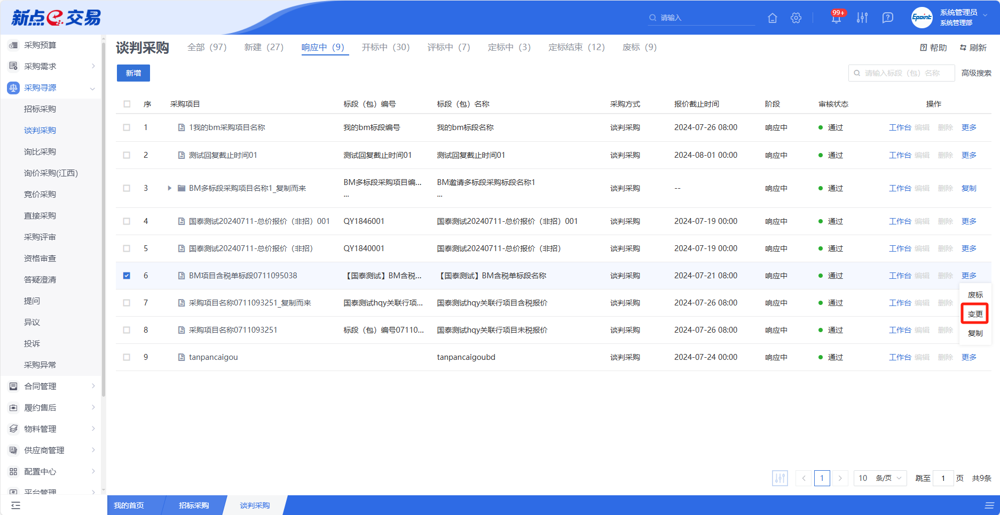 新点e交易
请输入
99+
Epoint
系统管理员
系统管理部
采购预算
采购需求
采购寻源
招标采购
谈判采购
询比采购
询价采购(江西)
竞价采购
直接采购
采购评审
资格审查
答疑澄清
提问
异议
投诉
采购异常
合同管理
履约售后
物料管理
供应商管理
配置中心
平台管理
谈判采购 全部（97） 新建（27） 响应中（9） 开标中（30） 评标中（7） 定标中（3） 定标结束（12） 废标（9） 帮助 刷新
新增 请输入标段（包）名称 高级搜索
序 采购项目 标段（包）编号 标段（包）名称 采购方式 报价截止时间 阶段 审核状态 操作
1 1我的bm采购项目名称 我的bm标段编号 我的bm标段名称 谈判采购 2024-07-26 08:00 响应中 通过 工作台 编辑 删除 更多
2 测试回复截止时间01 测试回复截止时间01 测试回复截止时间01 谈判采购 2024-08-01 00:00 响应中 通过 工作台 编辑 删除 更多
3 BM多标段采购项目名称1_复制而来 BM多标段采购项目编... ... BM邀请多标段采购标段名称1 ... 谈判采购 -- 响应中 通过 工作台 编辑 删除 复制
4 国泰测试20240711-总价报价（非招）001 QY1846001 国泰测试20240711-总价报价（非招）001 谈判采购 2024-07-19 00:00 响应中 通过 工作台 编辑 删除 更多
5 国泰测试20240711-总价报价（非招） QY1840001 国泰测试20240711-总价报价（非招） 谈判采购 2024-07-19 00:00 响应中 通过 工作台 编辑 删除 更多
6 BM项目含税单标段0711095038 【国泰测试】BM含税... 【国泰测试】BM含税单标段名称 谈判采购 2024-07-21 08:00 响应中 通过 工作台 编辑 删除 更多
废标
变更
复制
7 采购项目名称0711093251_复制而来 国泰测试hqy关联行项... 国泰测试hqy关联行项目含税报价 谈判采购 2024-07-26 08:00 响应中 通过 工作台 编辑 删除
8 采购项目名称0711093251 标段（包）编号07110... 国泰测试hqy关联行项目未税报价 谈判采购 2024-07-26 08:00 响应中 通过 工作台 编辑 删除
9 tanpancaigou tanpancaigoubd 谈判采购 2024-07-24 00:00 响应中 通过 工作台 编辑 删除 更多
1 10 条/页 跳至 1 页 共9条
我的首页 招标采购 谈判采购